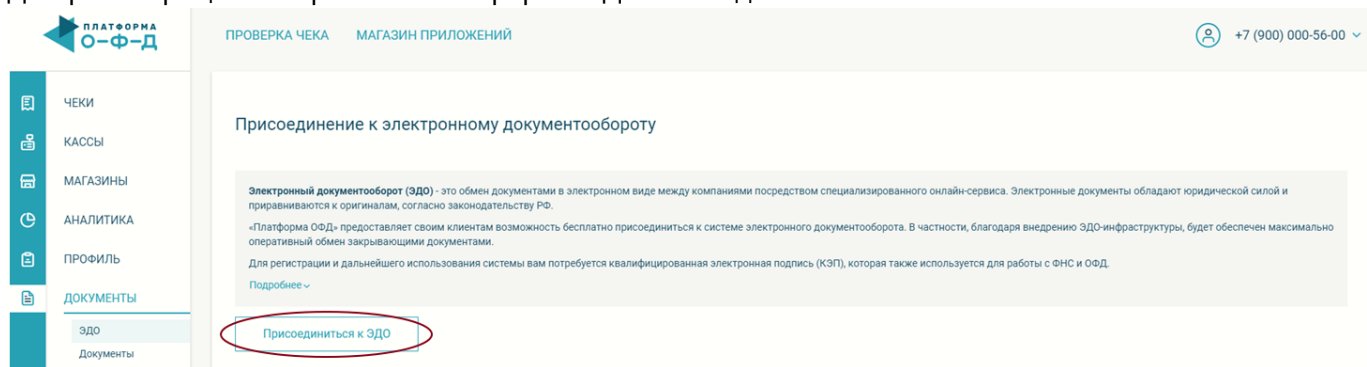 ПЛАТФОРМА
О-Ф-Д
ПРОВЕРКА ЧЕКА МАГАЗИН ПРИЛОЖЕНИЙ
+7 (900) 000-56-00
ЧЕКИ
КАССЫ
МАГАЗИНЫ
АНАЛИТИКА
ПРОФИЛЬ
ДОКУМЕНТЫ
ЭДО
Документы
Присоединение к электронному документообороту
Электронный документооборот (ЭДО) - это обмен документами в электронном виде между компаниями посредством специализированного онлайн-сервиса. Электронные документы обладают юридической силой и
приравниваются к оригиналам, согласно законодательству РФ.
«Платформа ОФД» предоставляет своим клиентам возможность бесплатно присоединиться к системе электронного документооборота. В частности, благодаря внедрению ЭДО-инфраструктуры, будет обеспечен максимально
оперативный обмен закрывающими документами.
Для регистрации и дальнейшего использования системы вам потребуется квалифицированная электронная подпись (КЭП), которая также используется для работы с ФНС и ОФД.
Подробнее
Присоединиться к ЭДО